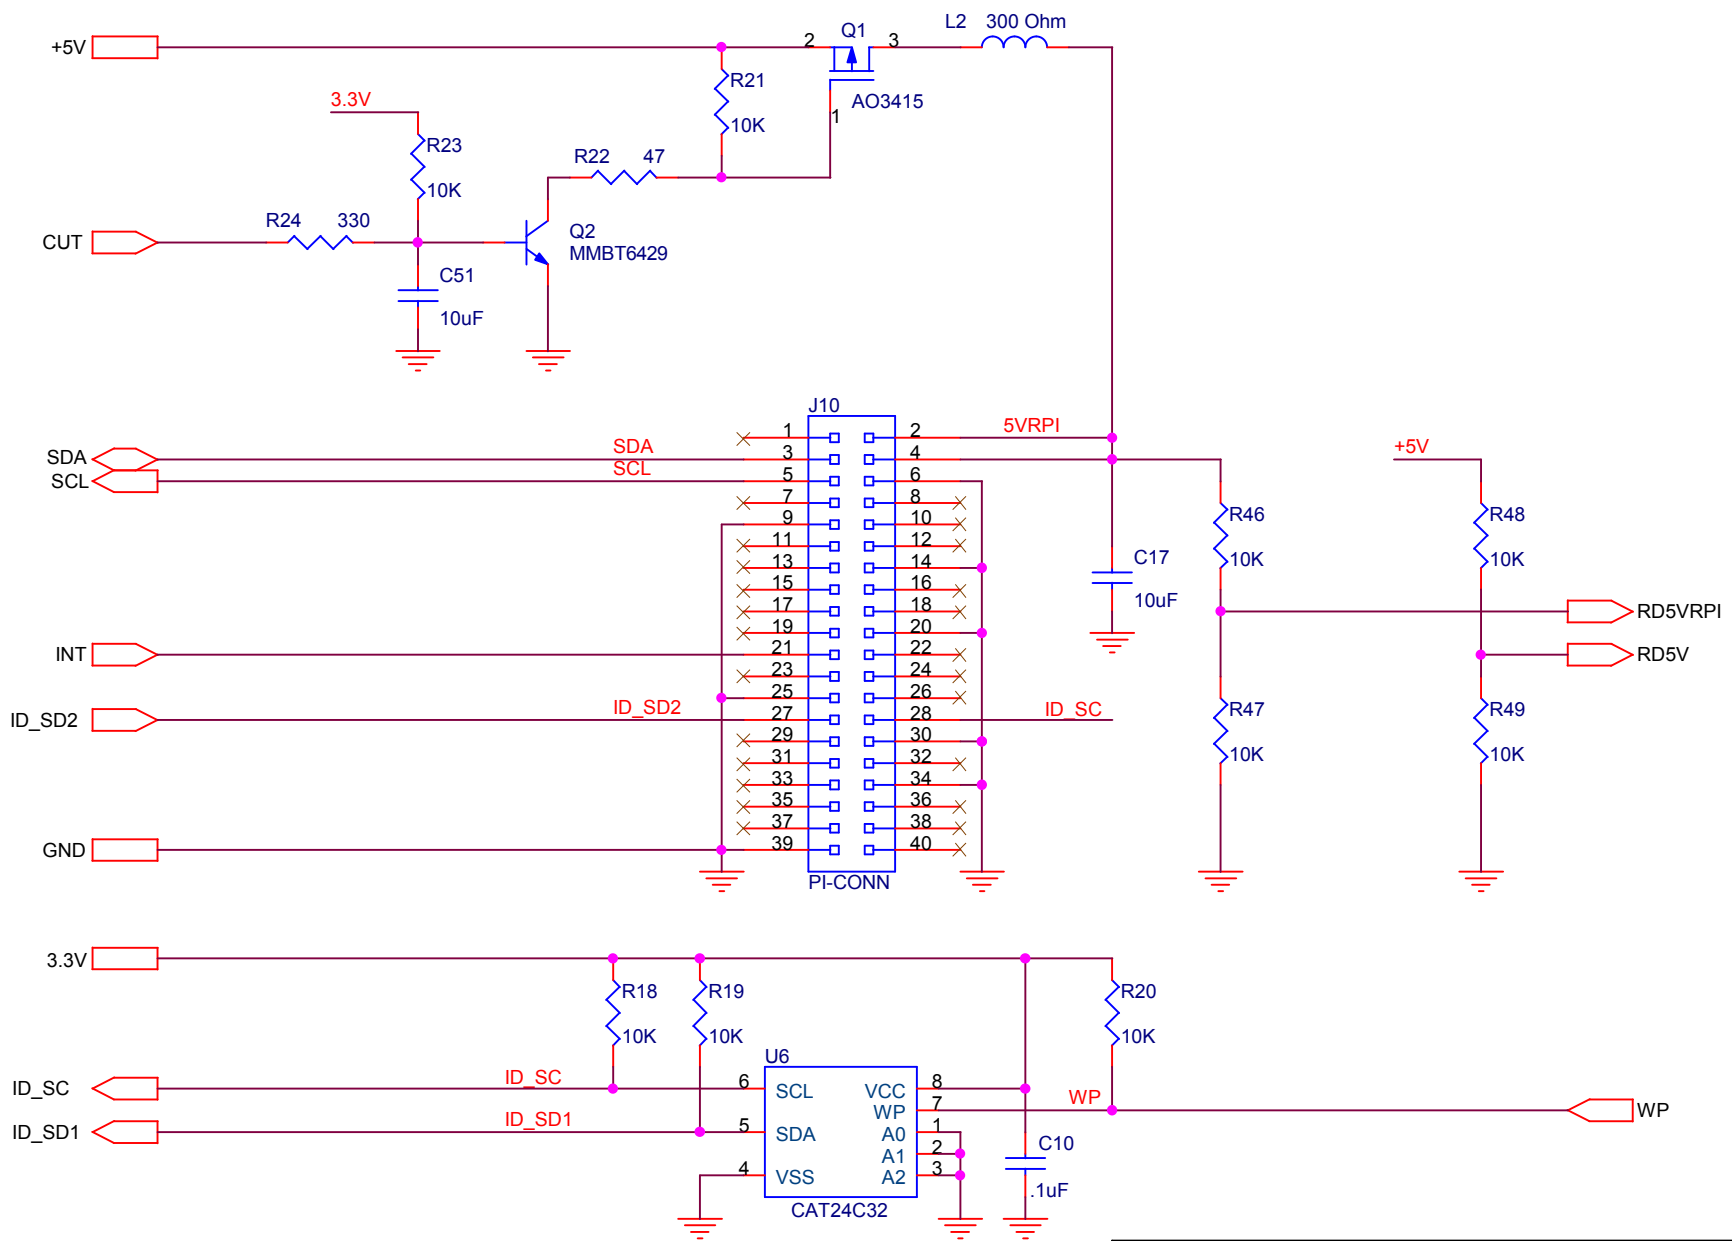 +5V
2
Q1
3
L2 300 Ohm
R21
10K
AO3415
1
3.3V
R23
10K
R22 47
CUT
R24 330
Q2
MMBT6429
C51
10uF
J10
SDA
SDA
SCL
SCL
1 2
3 4
5 6
7 8
9 10
11 12
13 14
15 16
17 18
19 20
21 22
23 24
25 26
27 28
29 30
31 32
33 34
35 36
37 38
39 40
PI-CONN
5VRPI
+5V
R46
10K
R48
10K
C17
10uF
RD5VRPI
RD5V
INT
ID_SD2
ID_SD2
ID_SC
R47
10K
R49
10K
GND
3.3V
R18
10K
R19
10K
R20
10K
U6
ID_SC
ID_SC
6 SCL VCC 8
WP 7
WP
WP
ID_SD1
ID_SD1
5 SDA A0 1
A1 2
4 VSS A2 3
C10
.1uF
CAT24C32